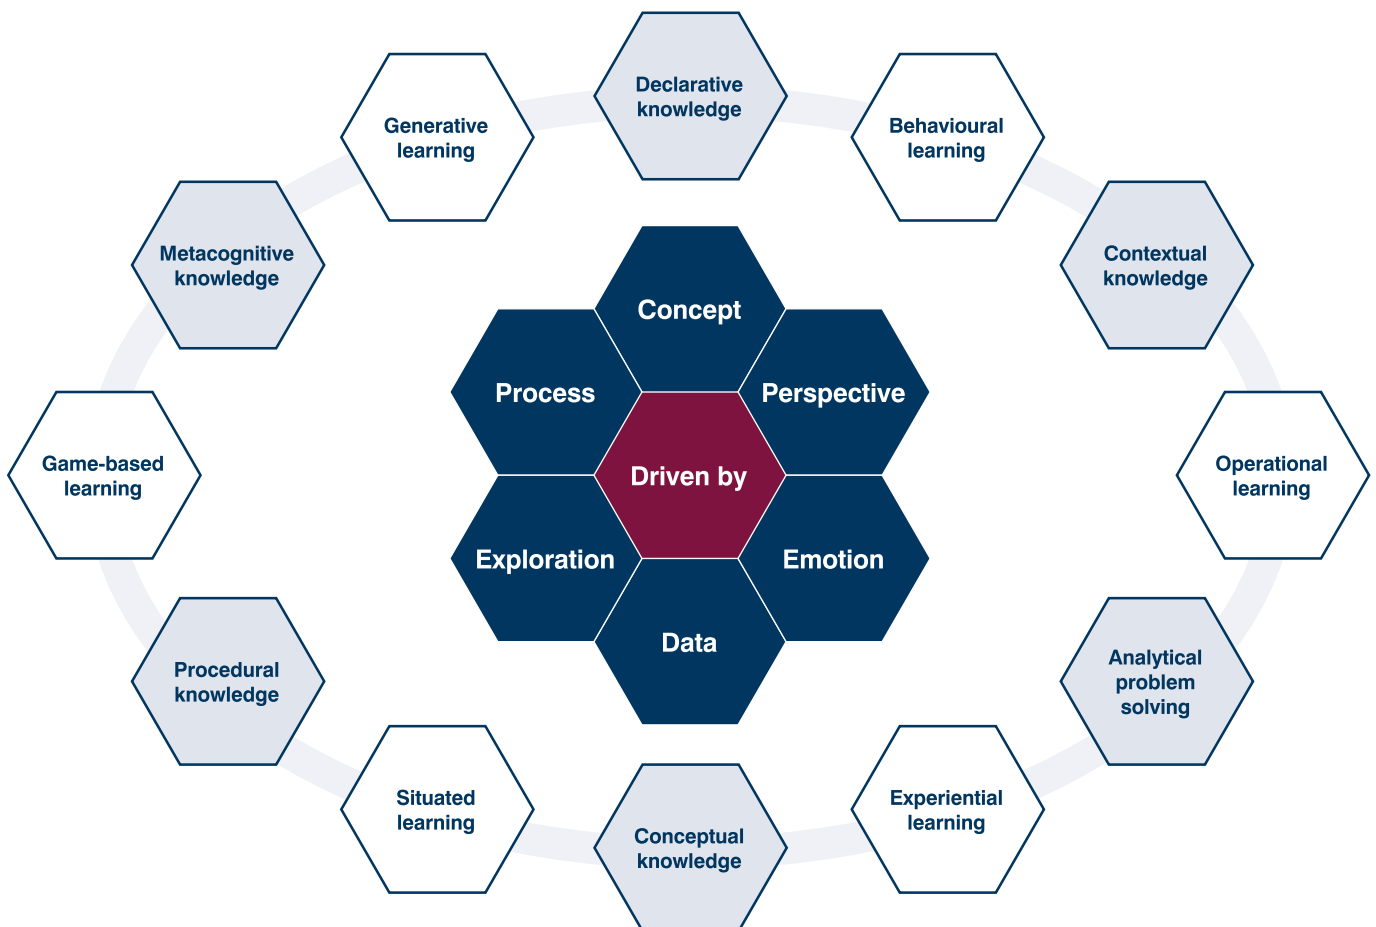 Declarative
knowledge
Generative
learning
Behavioural
learning
Metacognitive
knowledge
Contextual
knowledge
Concept
Process
Perspective
Driven by
Game-based
learning
Operational
learning
Exploration
Emotion
Data
Procedural
knowledge
Analytical
problem
solving
Situated
learning
Experiential
learning
Conceptual
knowledge